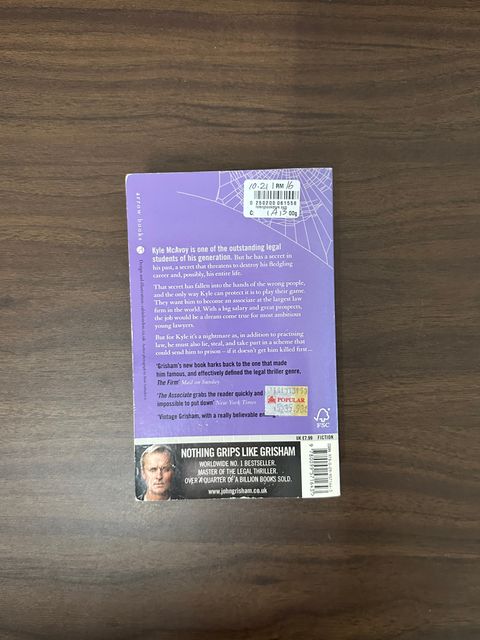 10.21 RM 16
0 250200 061556
C:
00g
arrow books
Kyle McAvoy is one of the outstanding legal
students of his generation. But he has a secret in
his past, a secret that threatens to destroy his fledgling
career and, possibly, his entire life.
That secret has fallen into the hands of the wrong people,
and the only way Kyle can protect it is to play their game.
They want him to become an associate at the largest law
firm in the world. With a big salary and great prospects,
the job would be a dream come true for most ambitious
young lawyers.
But for Kyle it's a nightmare as, in addition to practising
law, he must also lie, steal, and take part in a scheme that
could send him to prison – if it doesn't get him killed first...
'Grisham's new book harks back to the one that made
him famous, and effectively defined the legal thriller genre,
The Firm' Mail on Sunday
'The Associate grabs the reader quickly and
impossible to put down' New York Times
'Vintage Grisham, with a really believable
POPULAR
FSC
UK £7.99 FICTION
NOTHING GRIPS LIKE GRISHAM
WORLDWIDE NO. 1 BESTSELLER.
MASTER OF THE LEGAL THRILLER.
OVER A QUARTER OF A BILLION BOOKS SOLD.
www.johngrisham.co.uk